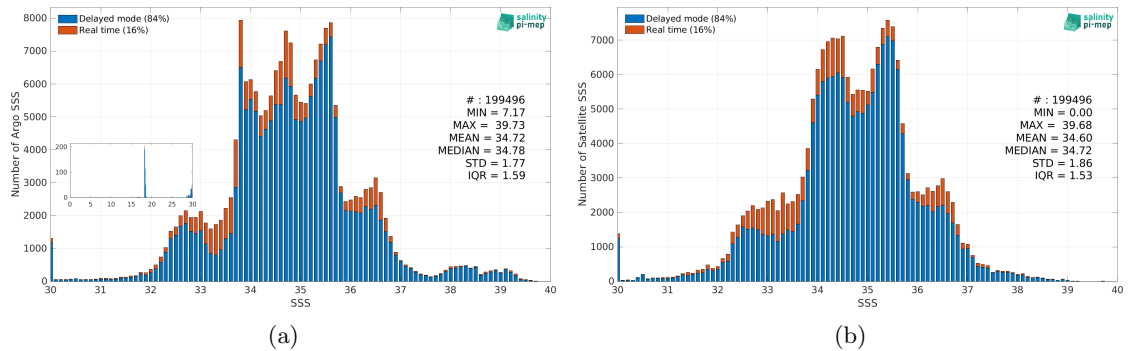 Delayed mode (84%)
Real time (16%)
salinity
pi-mep
Number of Argo SSS
8000
7000
6000
5000
4000
3000
2000
1000
0
# : 199496
MIN = 7.17
MAX = 39.73
MEAN = 34.72
MEDIAN = 34.78
STD = 1.77
IQR = 1.59
200
100
0
5 10 15 20 25 30
30 31 32 33 34 35 36 37 38 39 40
SSS
(a)
Delayed mode (84%)
Real time (16%)
salinity
pi-mep
Number of Satellite SSS
7000
6000
5000
4000
3000
2000
1000
0
# : 199496
MIN = 0.00
MAX = 39.68
MEAN = 34.60
MEDIAN = 34.72
STD = 1.86
IQR = 1.53
30 31 32 33 34 35 36 37 38 39 40
SSS
(b)